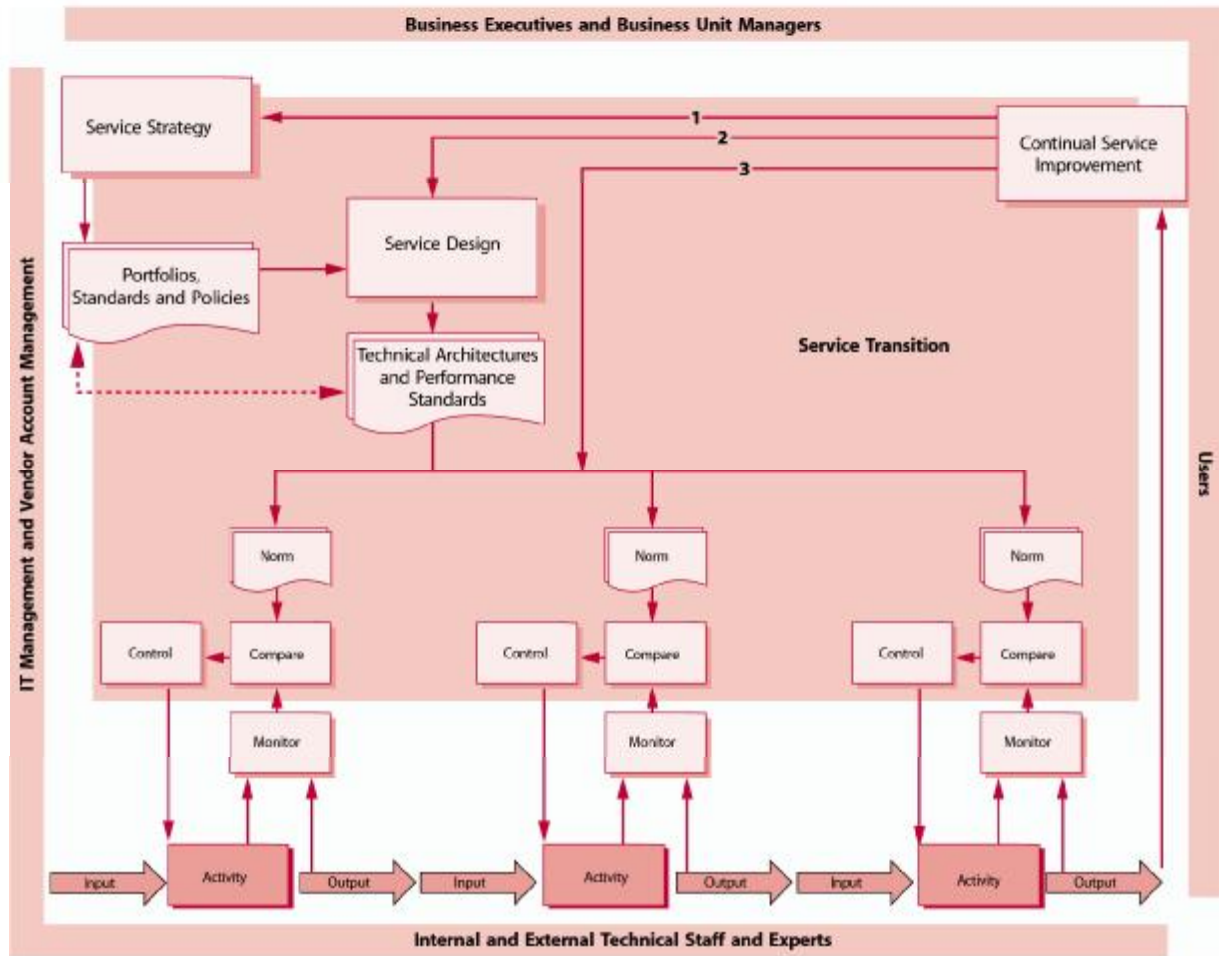 Business Executives and Business Unit Managers
IT Management and Vendor Account Management
Service Strategy
1
2
3
Continual Service
Improvement
Service Design
Portfolios,
Standards and Policies
Technical Architectures
and Performance
Standards
Service Transition
Users
Norm
Norm
Norm
Control
Compare
Control
Compare
Control
Compare
Monitor
Monitor
Monitor
Input
Activity
Output
Input
Activity
Output
Input
Activity
Output
Internal and External Technical Staff and Experts